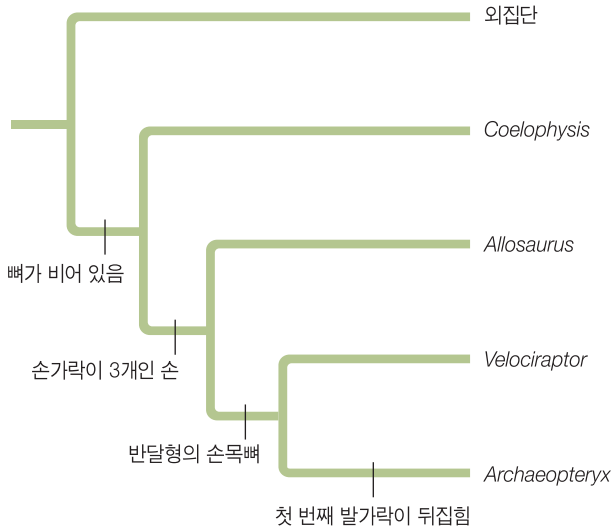 외집단
Coelophysis
Allosaurus
뼈가 비어 있음
손가락이 3개인 손
Velociraptor
반달형의 손목뼈
Archaeopteryx
첫 번째 발가락이 뒤집힘